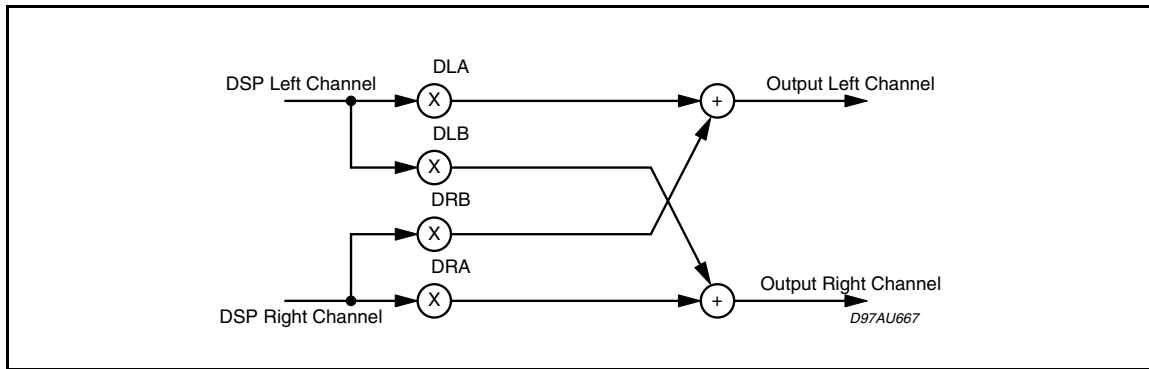 DLA
DSP Left Channel
X
+
Output Left Channel
DLB
X
DRB
X
DRA
Output Right Channel
X
+
DSP Right Channel
D97AU667